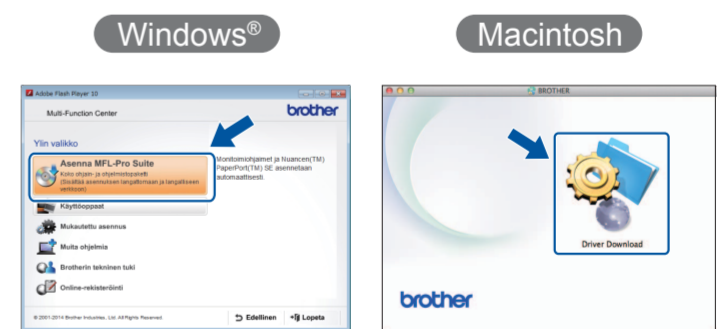 Windows®
Macintosh
Adobe Flash Player 10
Multi-Function Center
brother
Ylin valikko
Asenna MFL-Pro Suite
Koko ohjain- ja ohjelmistopaketti
(Sisältää asennuksen langattomaan ja langalliseen
verkkoon)
Monitoimiohjaimet ja Nuancen(TM)
PaperPort(TM) SE asennetaan
automaattisesti.
Käyttöoppaat
Mukautettu asennus
Muita ohjelmia
Brotherin tekninen tuki
Online-rekisteröinti
© 2001-2014 Brother Industries, Ltd. All Rights Reserved.
Edellinen
Lopeta
BROTHER
Driver Download
brother